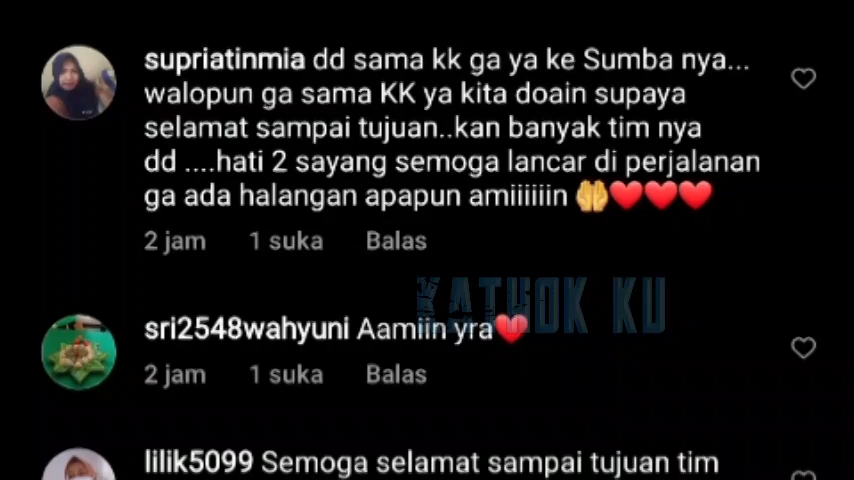 supriatinmia dd sama kk ga ya ke Sumba nya...
walopun ga sama KK ya kita doain supaya
selamat sampai tujuan..kan banyak tim nya
dd ....hati 2 sayang semoga lancar di perjalanan
ga ada halangan apapun amiiiiiin 🤲❤️❤️❤️
2 jam 1 suka Balas
KATHOK KU
sri2548wahyuni Aamiin yra❤️
2 jam 1 suka Balas
lilik5099 Semoga selamat sampai tujuan tim